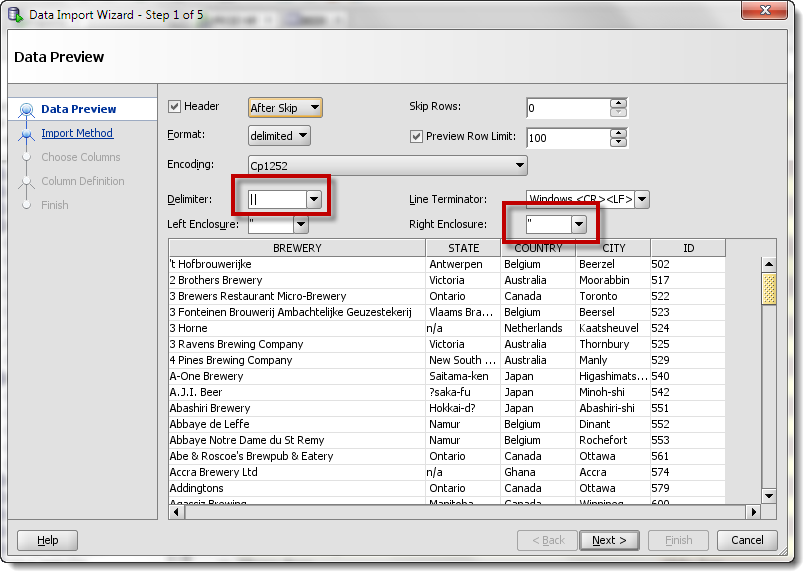 Data Import Wizard - Step 1 of 5
Data Preview
Data Preview
Import Method
Choose Columns
Column Definition
Finish
Header After Skip Skip Rows: 0
Format: delimited Preview Row Limit: 100
Encoding: Cp1252
Delimiter: || Line Terminator: Windows <CR><LF>
Left Enclosure: " Right Enclosure: "
BREWERY STATE COUNTRY CITY ID
't Hofbrouwerijke Antwerpen Belgium Beerzel 502
2 Brothers Brewery Victoria Australia Moorabbin 517
3 Brewers Restaurant Micro-Brewery Ontario Canada Toronto 522
3 Fonteinen Brouwerij Ambachtelijke Geuzestekerij Vlaams Bra... Belgium Beersel 523
3 Horne n/a Netherlands Kaatsheuvel 524
3 Ravens Brewing Company Victoria Australia Thornbury 525
4 Pines Brewing Company New South ... Australia Manly 529
A-One Brewery Saitama-ken Japan Higashimats... 540
A.J.I. Beer ?saka-fu Japan Minoh-shi 542
Abashiri Brewery Hokkai-d? Japan Abashiri-shi 551
Abbaye de Leffe Namur Belgium Dinant 552
Abbaye Notre Dame du St Remy Namur Belgium Rochefort 553
Abe & Roscoe's Brewpub & Eatery Ontario Canada Ottawa 561
Accra Brewery Ltd n/a Ghana Accra 574
Addingtons Ontario Canada Ottawa 579
Agassiz Brewing Manitoba Canada Winnipeg 600
Help < Back Next > Finish Cancel